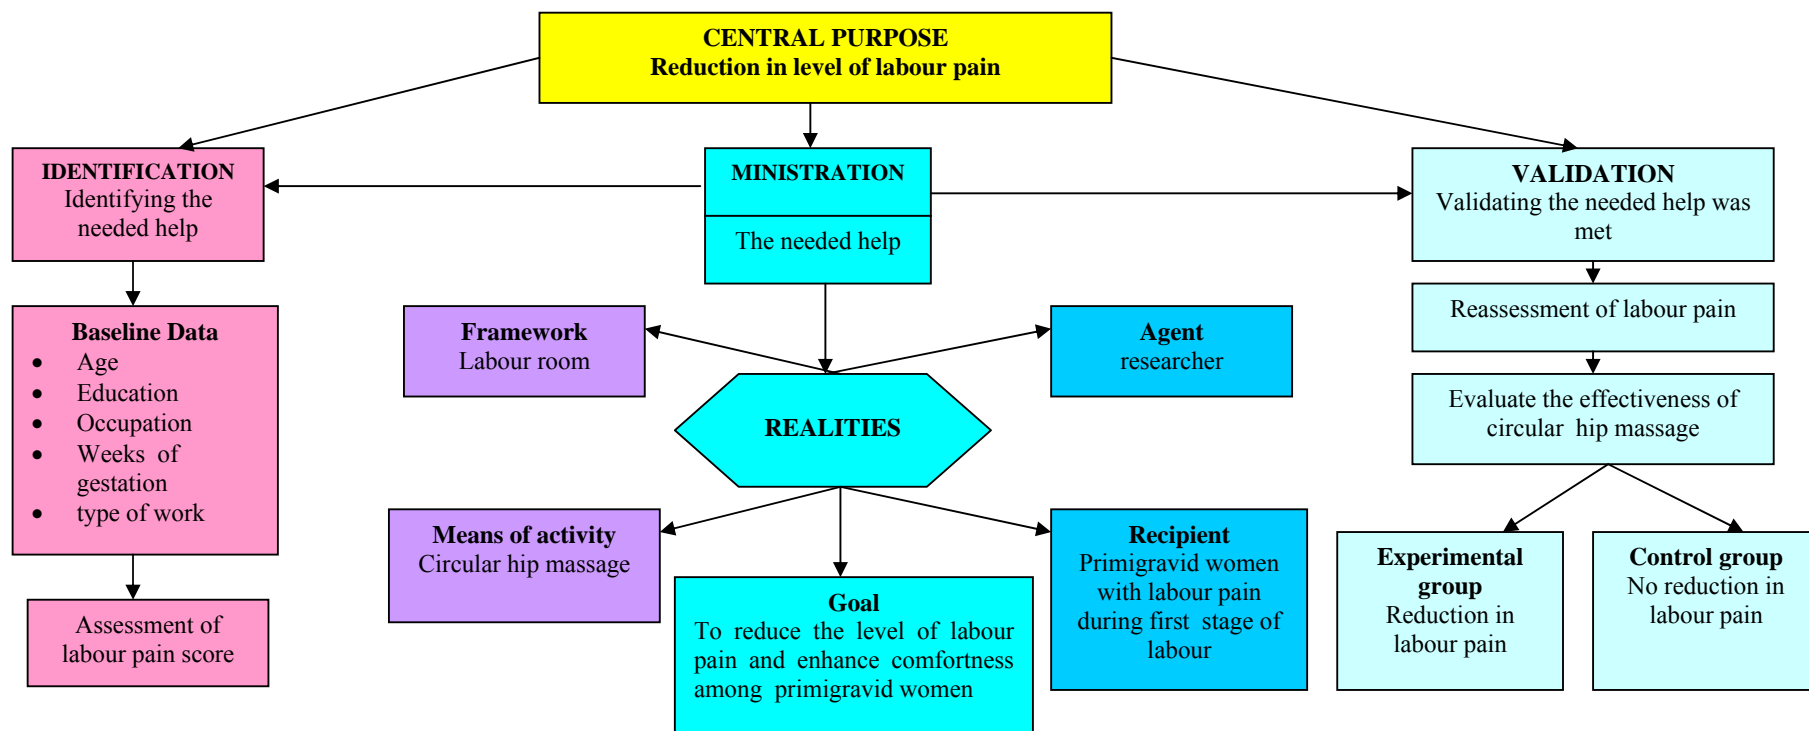 CENTRAL PURPOSE
Reduction in level of labour pain
IDENTIFICATION
Identifying the
needed help
MINISTRATION
The needed help
VALIDATION
Validating the needed help was
met
Baseline Data
• Age
• Education
• Occupation
• Weeks of
gestation
• type of work
Assessment of
labour pain score
Framework
Labour room
Agent
researcher
REALITIES
Means of activity
Circular hip massage
Goal
To reduce the level of labour
pain and enhance comfortness
among primigravid women
Recipient
Primigravid women
with labour pain
during first stage of
labour
Reassessment of labour pain
Evaluate the effectiveness of
circular hip massage
Experimental
group
Reduction in
labour pain
Control group
No reduction in
labour pain